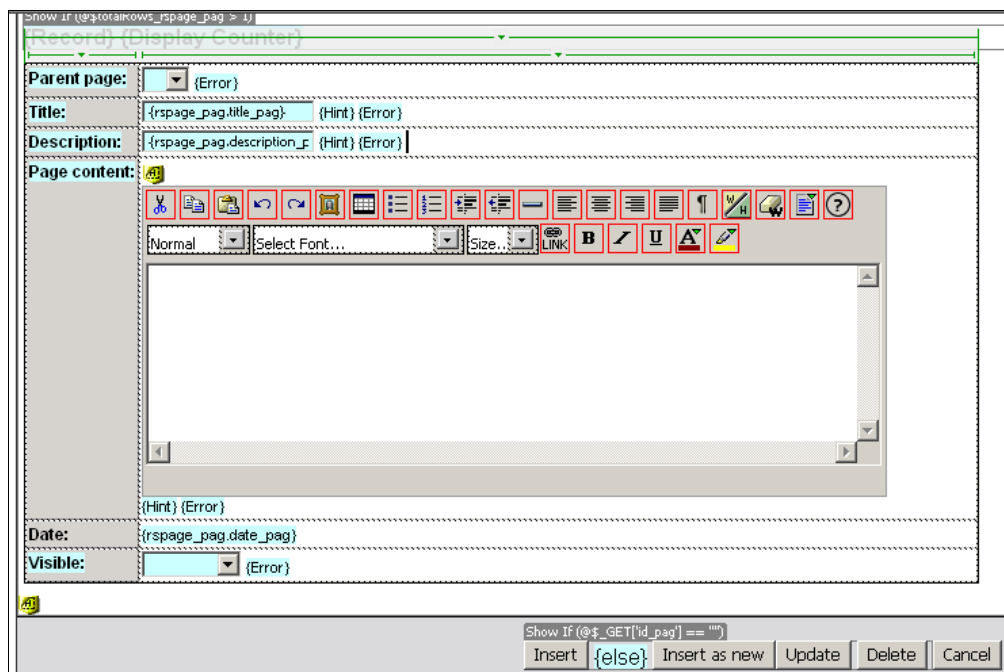 Show If (@$totalRows_rspage_pag > 1)
{Record} {Display Counter}
Parent page: {Error}
Title: {rspage_pag.title_pag} {Hint} {Error}
Description: {rspage_pag.description_p {Hint} {Error}
Page content:
W/H
?
Normal Select Font... Size... LINK B I U A
{Hint} {Error}
Date: {rspage_pag.date_pag}
Visible: {Error}
Show If (@$_GET['id_pag'] == "")
Insert {else} Insert as new Update Delete Cancel